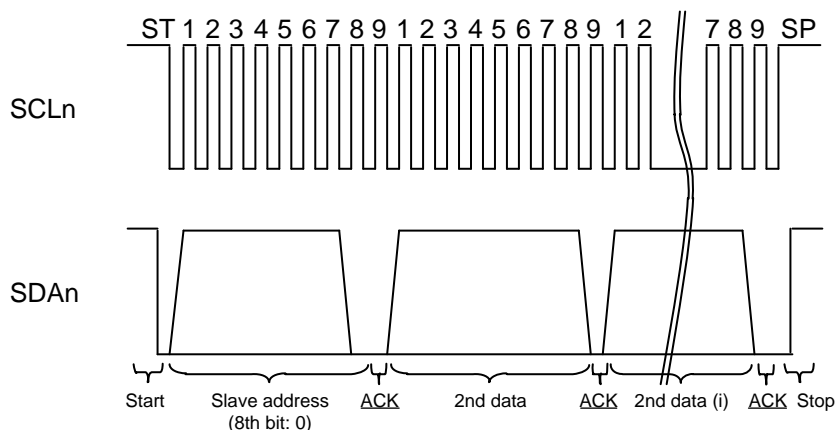 ST 1 2 3 4 5 6 7 8 9 1 2 3 4 5 6 7 8 9 1 2 7 8 9 SP
SCLn
SDAn
Start Slave address ACK 2nd data ACK 2nd data (i) ACK Stop
(8th bit: 0)